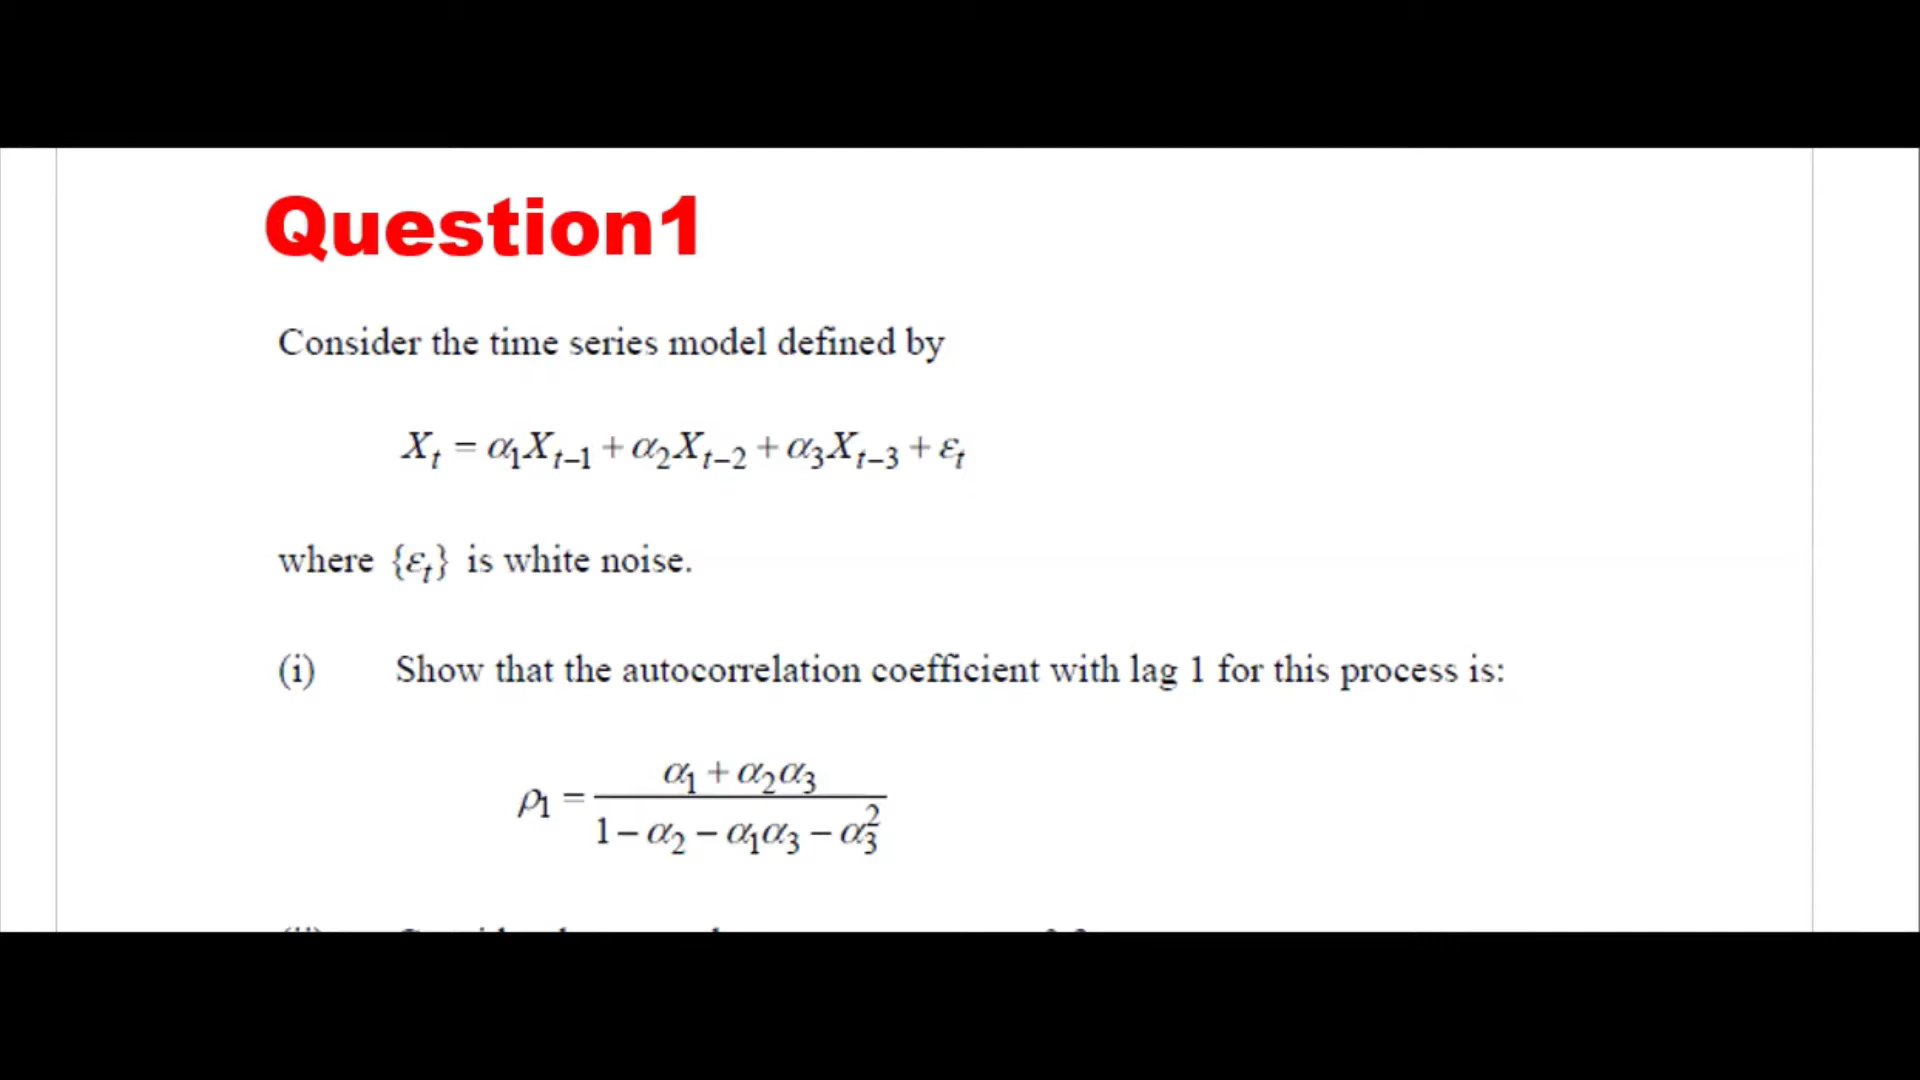 Question1
Consider the time series model defined by
X_t = α_1X_{t−1} + α_2X_{t−2} + α_3X_{t−3} + ε_t
where {ε_t} is white noise.
(i) Show that the autocorrelation coefficient with lag 1 for this process is:
ρ_1 = (α_1 + α_2α_3) / (1 − α_2 − α_1α_3 − α_3^2)